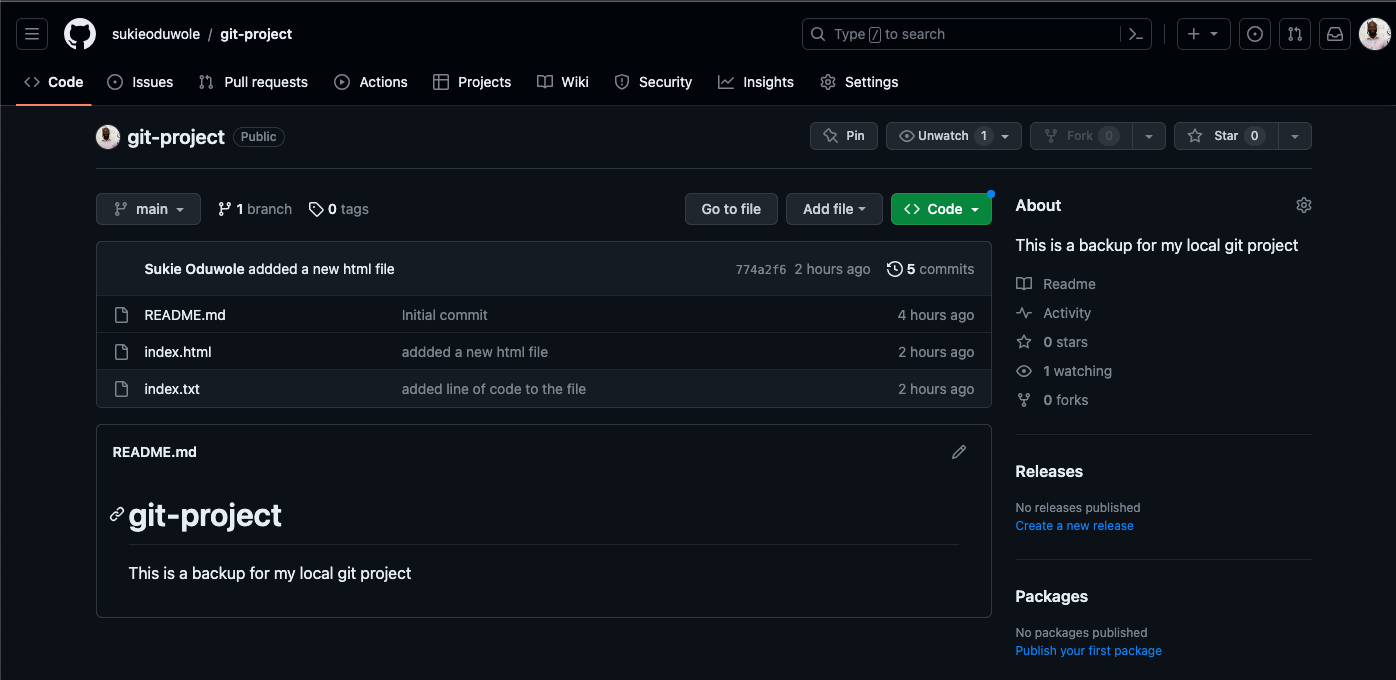 sukieoduwole / git-project
Type / to search
Code Issues Pull requests Actions Projects Wiki Security Insights Settings
git-project Public
Pin Unwatch 1 Fork 0 Star 0
main 1 branch 0 tags Go to file Add file Code
Sukie Oduwole addded a new html file 774a2f6 2 hours ago 5 commits
README.md Initial commit 4 hours ago
index.html addded a new html file 2 hours ago
index.txt added line of code to the file 2 hours ago
README.md
git-project
This is a backup for my local git project
About
This is a backup for my local git project
Readme
Activity
0 stars
1 watching
0 forks
Releases
No releases published
Create a new release
Packages
No packages published
Publish your first package